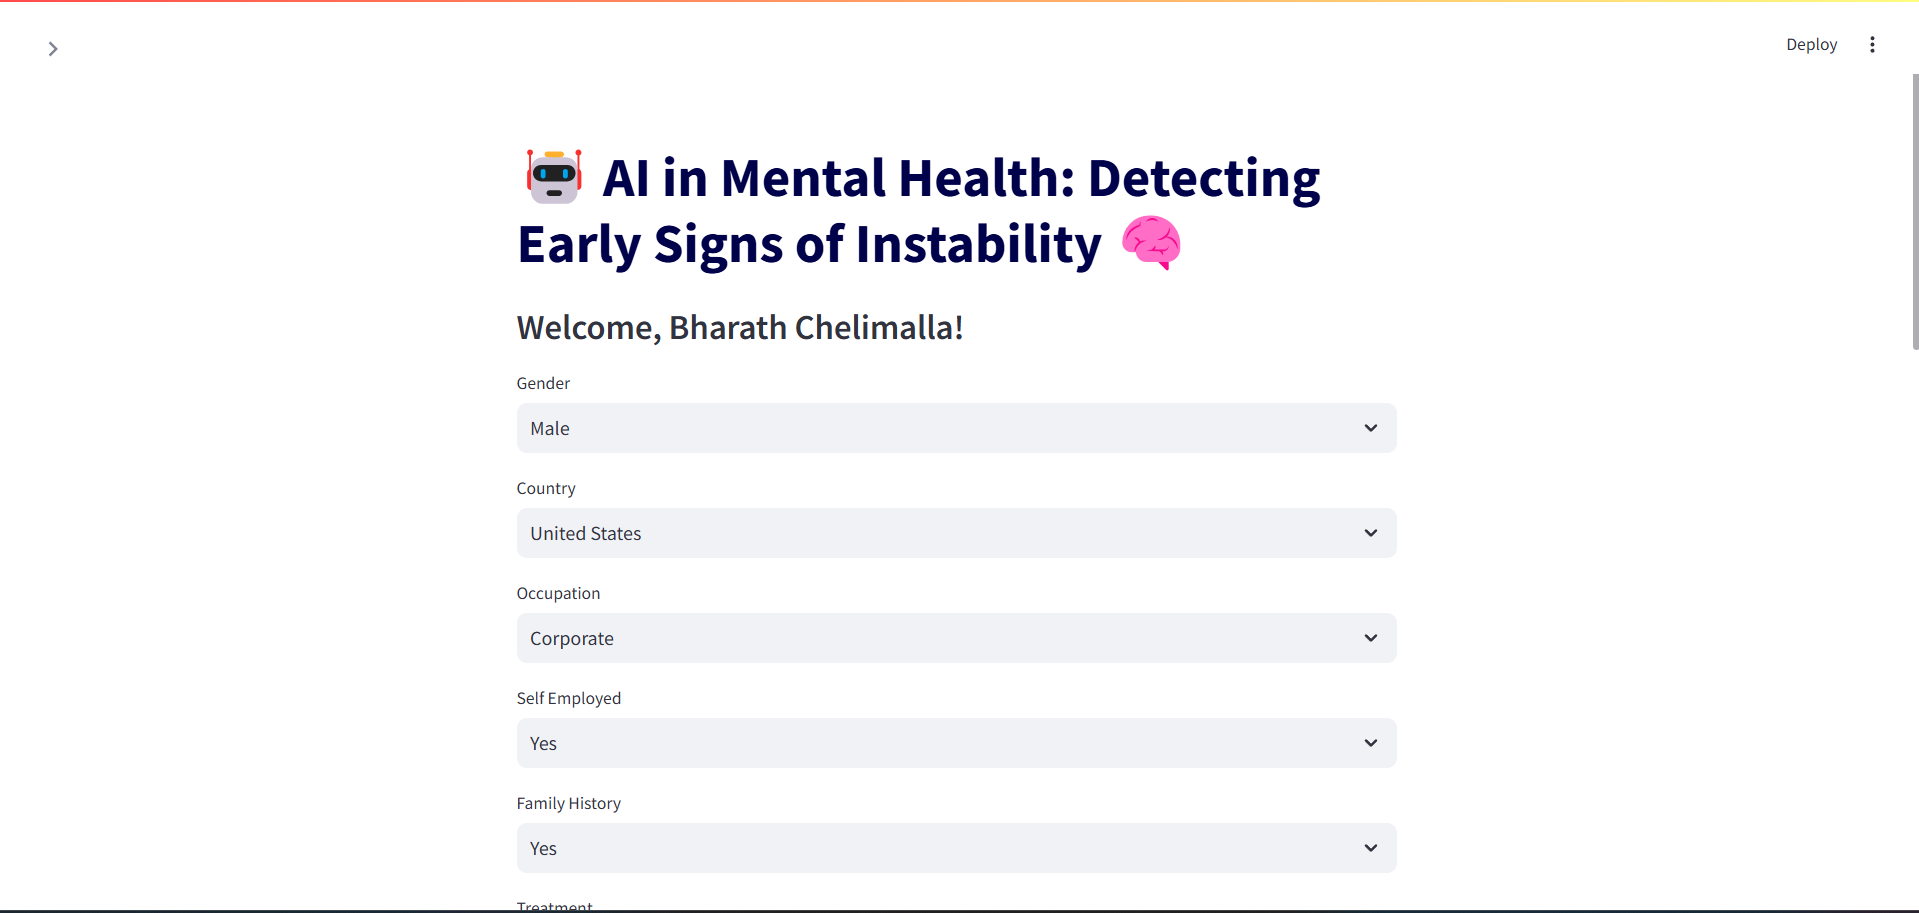 Deploy
AI in Mental Health: Detecting
Early Signs of Instability
Welcome, Bharath Chelimalla!
Gender
Male
Country
United States
Occupation
Corporate
Self Employed
Yes
Family History
Yes
Treatment